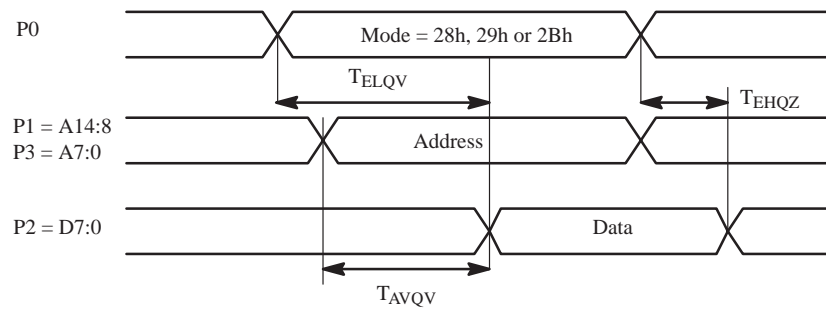 P0
Mode = 28h, 29h or 2Bh
TELQV
TEHQZ
P1 = A14:8
P3 = A7:0
Address
P2 = D7:0
Data
TAVQV